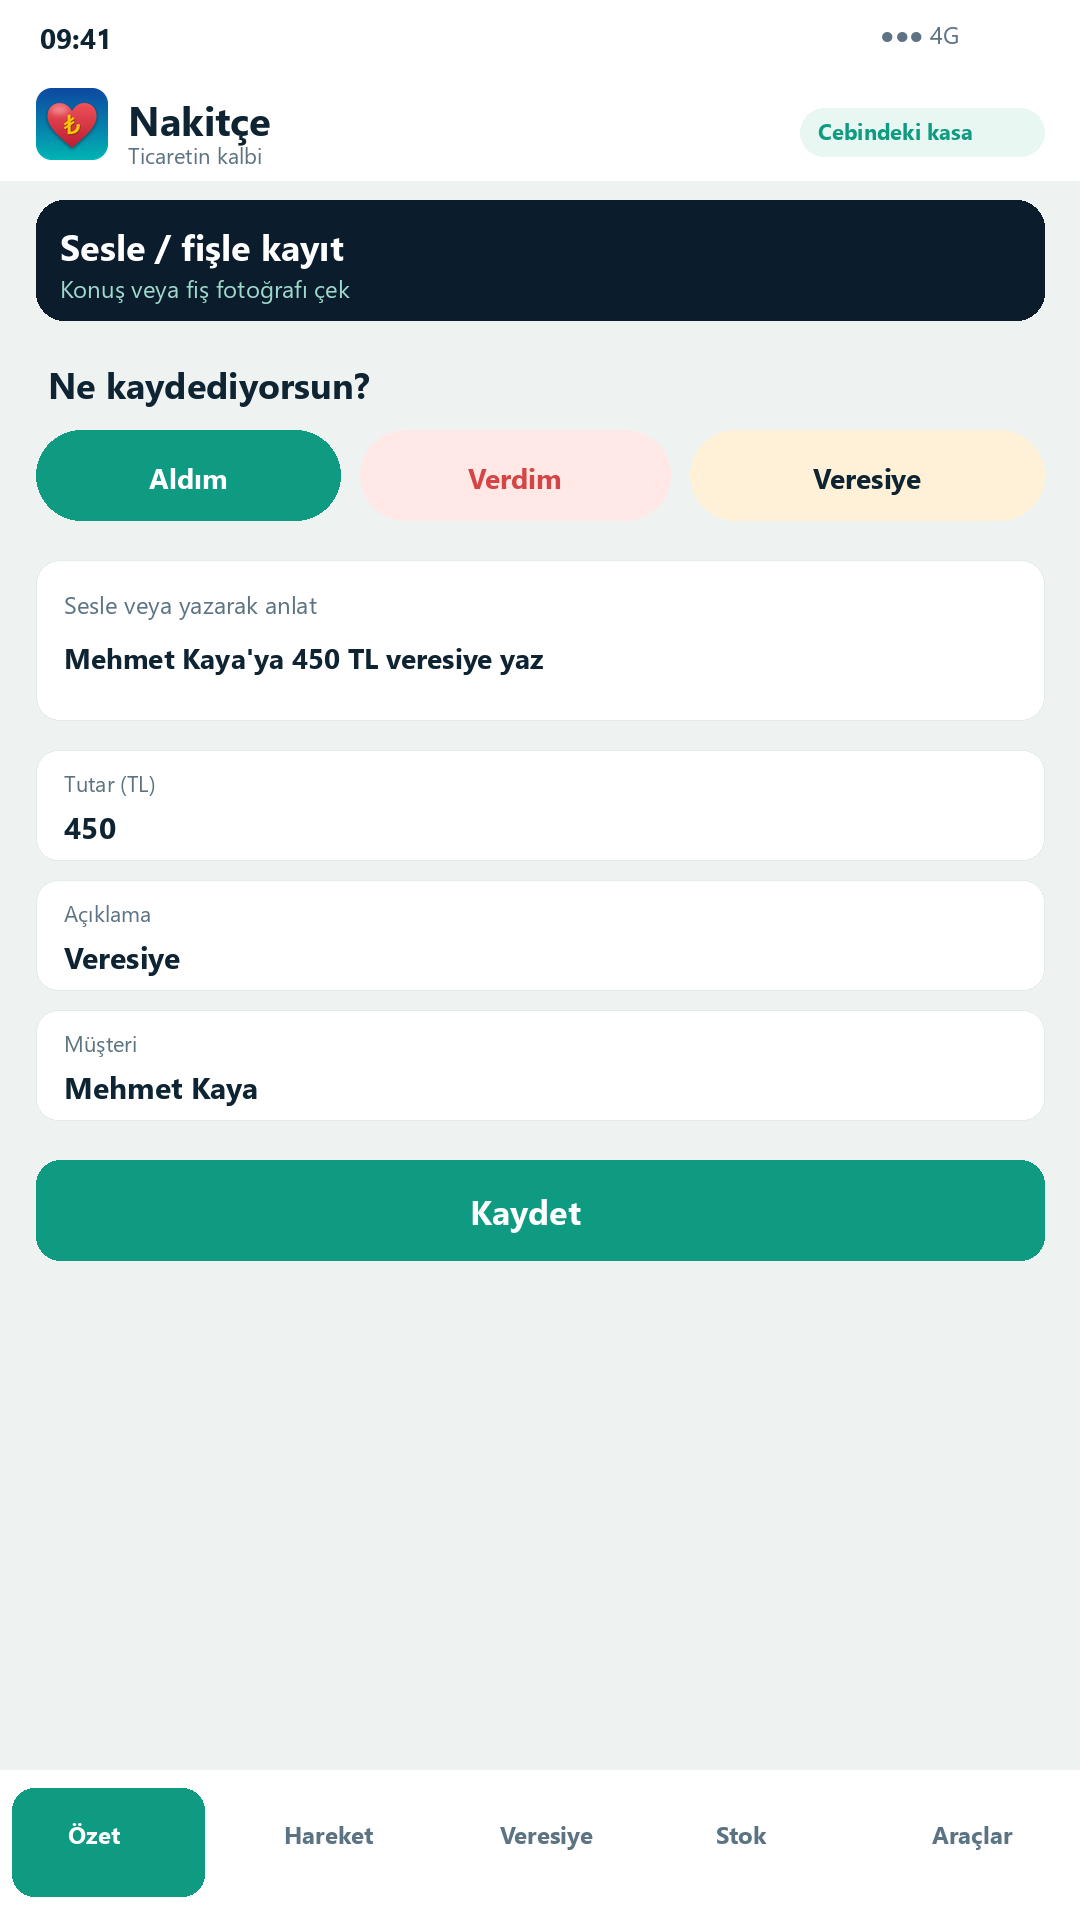 09:41
4G
Nakitçe
Ticaretin kalbi
Cebindeki kasa
Sesle / fişle kayıt
Konuş veya fiş fotoğrafı çek
Ne kaydediyorsun?
Aldım
Verdim
Veresiye
Sesle veya yazarak anlat
Mehmet Kaya'ya 450 TL veresiye yaz
Tutar (TL)
450
Açıklama
Veresiye
Müşteri
Mehmet Kaya
Kaydet
Özet
Hareket
Veresiye
Stok
Araçlar